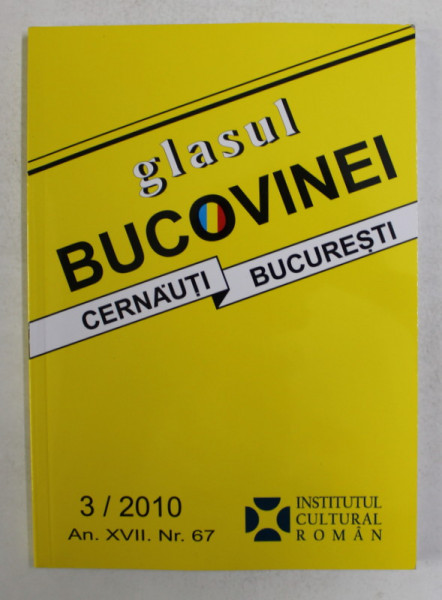 glasul
BUCOVINEI
CERNĂUȚI
BUCUREȘTI
3 / 2010
An. XVII. Nr. 67
INSTITUTUL
CULTURAL
ROMÂN